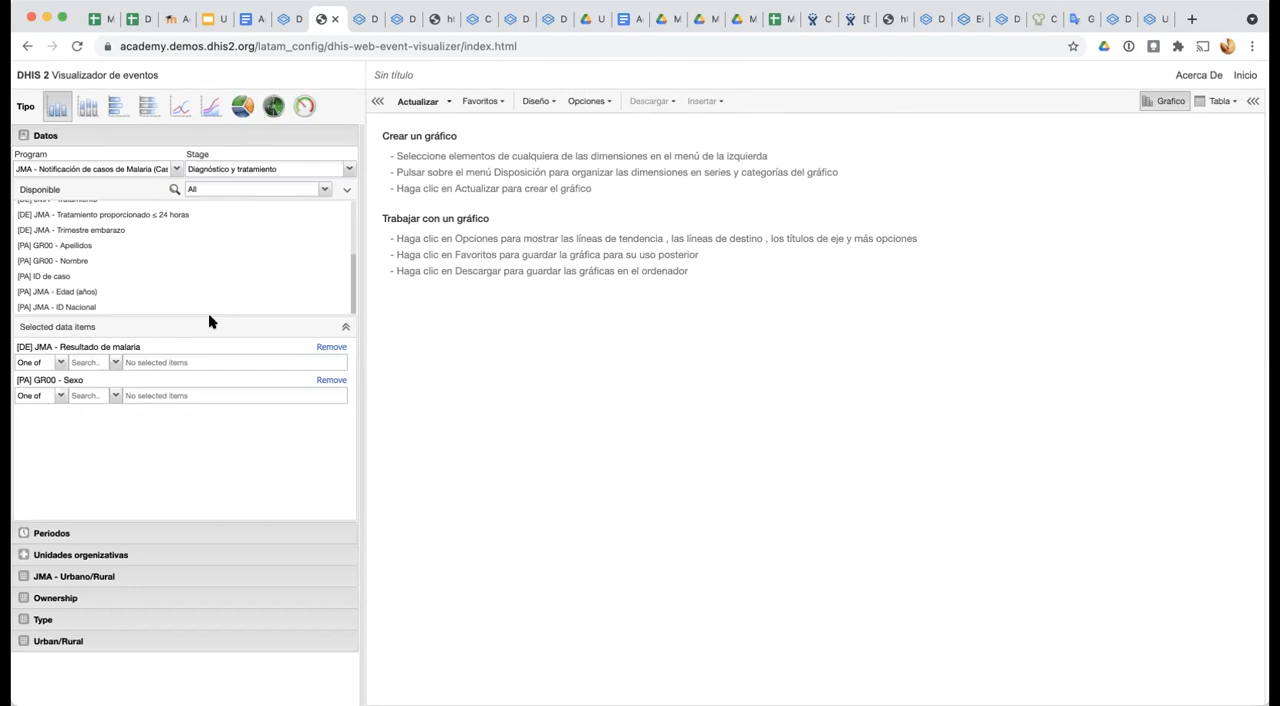 M D Ac U Ac D D D ht C D D U M M M C [D ht D Er D C G D U
academy.demos.dhis2.org/latam_config/dhis-web-event-visualizer/index.html
DHIS 2 Visualizador de eventos
Sin título
Acerca De Inicio
Tipo
Actualizar Favoritos Diseño Opciones Descargar Insertar
Grafico Tabla
Datos
Program Stage
JMA - Notificación de casos de Malaria (Cas Diagnóstico y tratamiento
Disponible All
[DE] JMA - Tratamiento
[DE] JMA - Tratamiento proporcionado ≤ 24 horas
[DE] JMA - Trimestre embarazo
[PA] GR00 - Apellidos
[PA] GR00 - Nombre
[PA] ID de caso
[PA] JMA - Edad (años)
[PA] JMA - ID Nacional
Selected data items
[DE] JMA - Resultado de malaria Remove
One of Search.. No selected items
[PA] GR00 - Sexo Remove
One of Search.. No selected items
Periodos
Unidades organizativas
JMA - Urbano/Rural
Ownership
Type
Urban/Rural
Crear un gráfico
- Seleccione elementos de cualquiera de las dimensiones en el menú de la izquierda
- Pulsar sobre el menú Disposición para organizar las dimensiones en series y categorías del gráfico
- Haga clic en Actualizar para crear el gráfico
Trabajar con un gráfico
- Haga clic en Opciones para mostrar las líneas de tendencia , las líneas de destino , los títulos de eje y más opciones
- Haga clic en Favoritos para guardar la gráfica para su uso posterior
- Haga clic en Descargar para guardar las gráficas en el ordenador